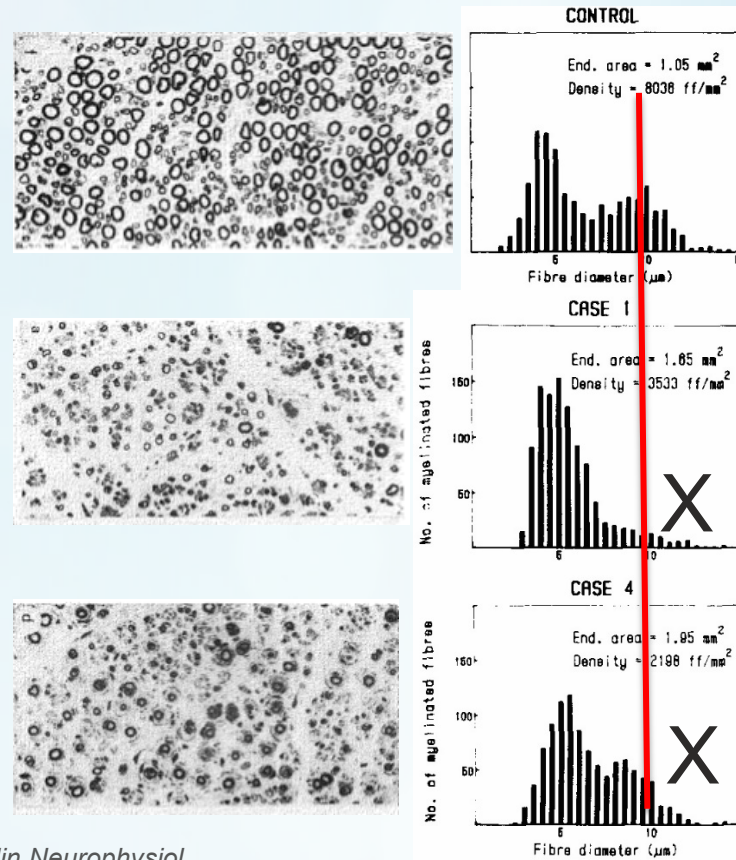 CONTROL
End. area = 1.05 mm²
Density = 8036 ff/mm²
5 10
Fibre diameter (µm)
CASE 1
End. area = 1.65 mm²
Density = 3533 ff/mm²
No. of myelinated fibres
150
100
50
5 10
X
CASE 4
End. area = 1.95 mm²
Density = 2198 ff/mm²
No. of myelinated fibres
150
100
50
5 10
X
Fibre diameter (µm)
Neurophysiol